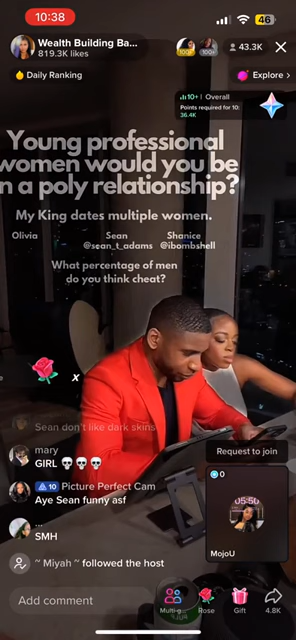 10:38
46
Wealth Building Ba...
819.3K likes
100+
100+
43.3K
Daily Ranking
Explore >
10+ | Overall
Points required for 10:
36.4K
Young professional
women would you be
n a poly relationship?
My King dates multiple women.
Olivia
Sean
Shanice
@sean_t_adams
@ibombshell
What percentage of men
do you think cheat?
x
Sean don't like dark skins
mary
GIRL 💀💀💀
10 Picture Perfect Cam
Aye Sean funny asf
...
SMH
~ Miyah ~ followed the host
Request to join
0
05:50
MojoU
Add comment
Multi-g...
Rose
Gift
4.8K